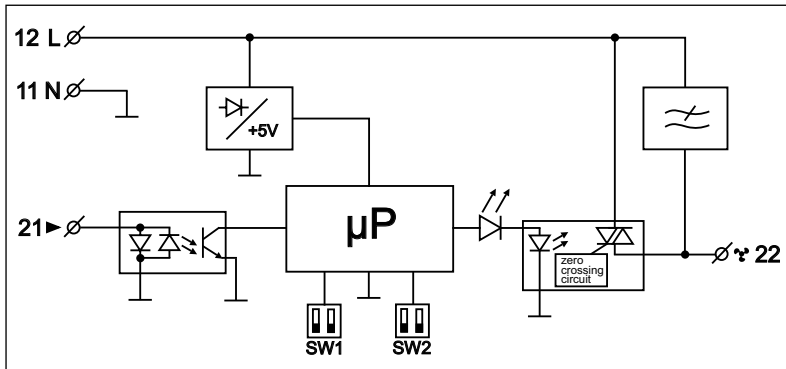 12 L
11 N
+5V
21
µP
zero
crossing
circuit
22
SW1
SW2